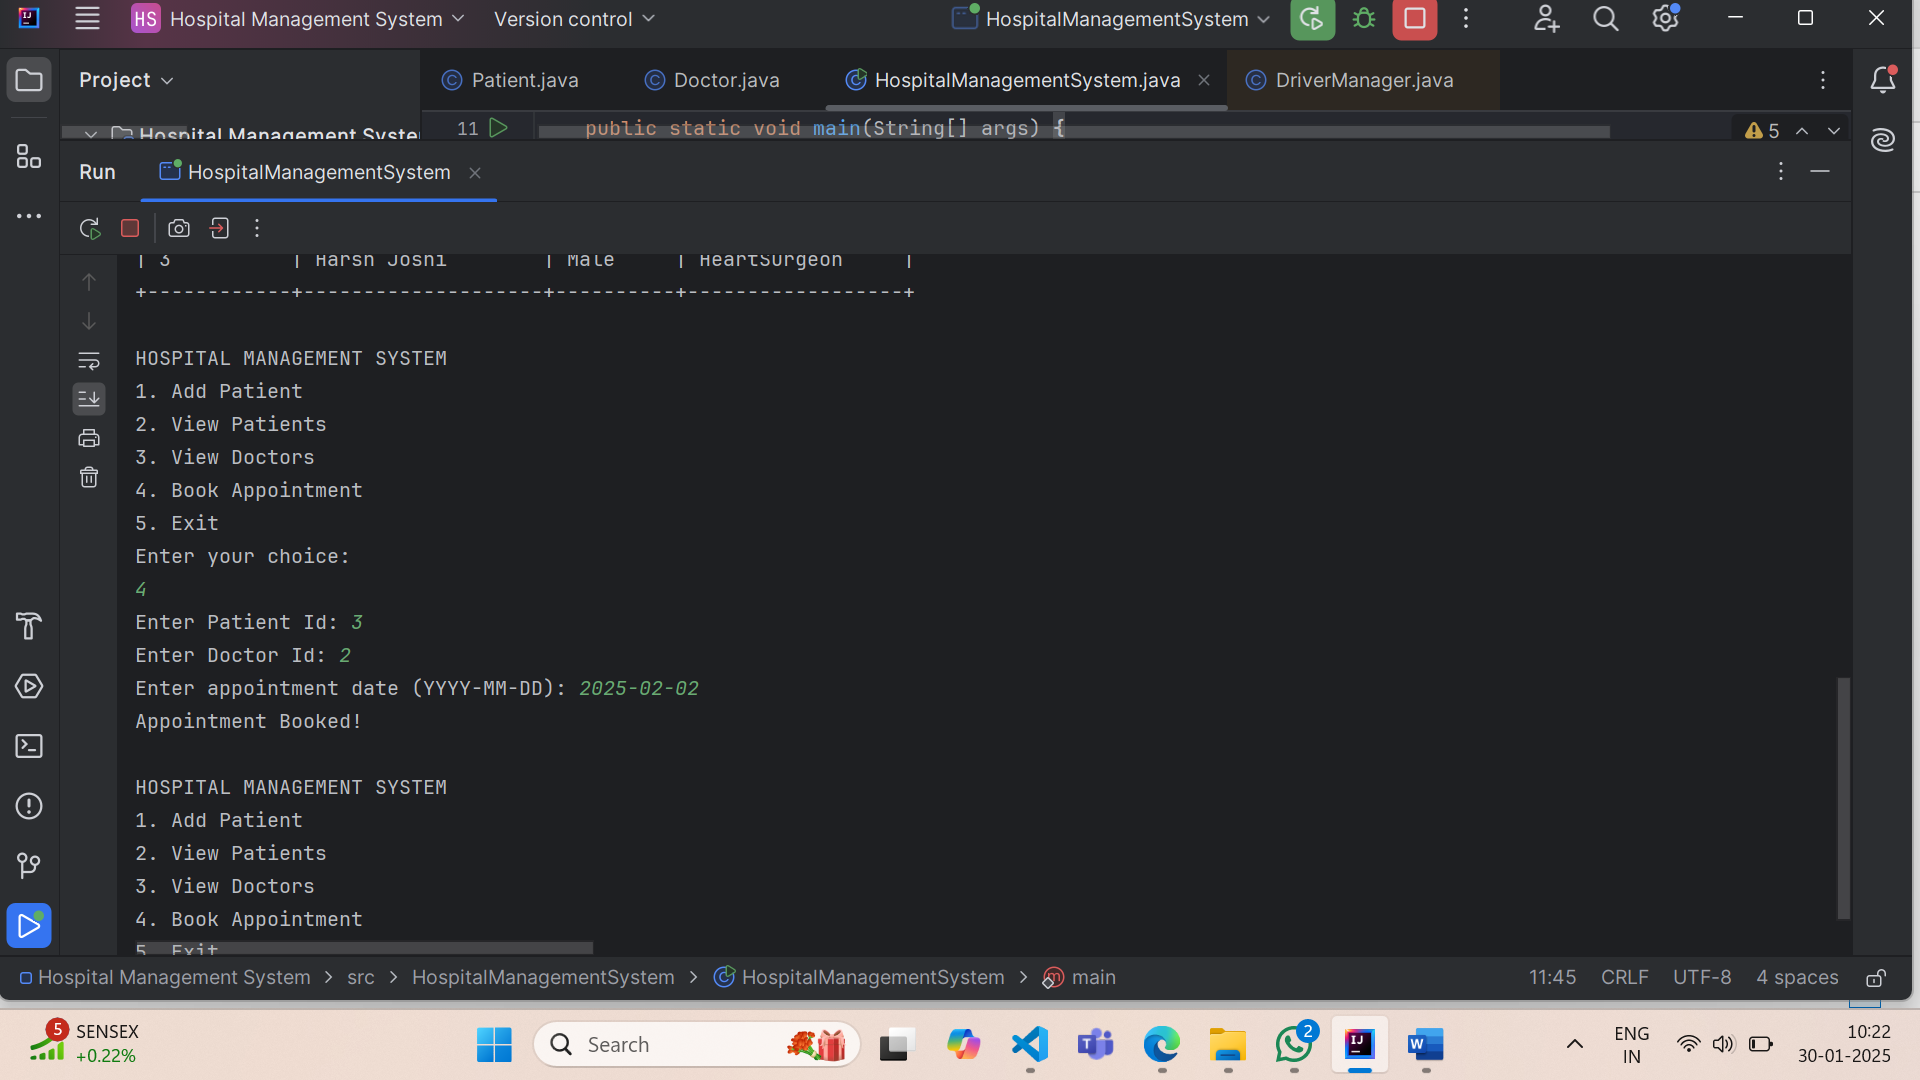 HS Hospital Management System Version control HospitalManagementSystem
Project Patient.java Doctor.java HospitalManagementSystem.java DriverManager.java
Hospital Management Syste 11 public static void main(String[] args) { 5
Run HospitalManagementSystem
| 3 | Harsh Joshi | Male | HeartSurgeon |
+------------+--------------------+----------+------------------+
HOSPITAL MANAGEMENT SYSTEM
1. Add Patient
2. View Patients
3. View Doctors
4. Book Appointment
5. Exit
Enter your choice:
4
Enter Patient Id: 3
Enter Doctor Id: 2
Enter appointment date (YYYY-MM-DD): 2025-02-02
Appointment Booked!
HOSPITAL MANAGEMENT SYSTEM
1. Add Patient
2. View Patients
3. View Doctors
4. Book Appointment
5. Exit
Hospital Management System > src > HospitalManagementSystem > HospitalManagementSystem > main 11:45 CRLF UTF-8 4 spaces
5 SENSEX
+0.22%
Search
2
ENG
IN
10:22
30-01-2025